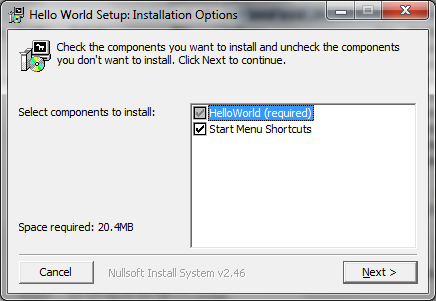 Hello World Setup: Installation Options
Check the components you want to install and uncheck the components
you don't want to install. Click Next to continue.
Select components to install:
HelloWorld (required)
Start Menu Shortcuts
Space required: 20.4MB
Cancel
Nullsoft Install System v2.46
Next >